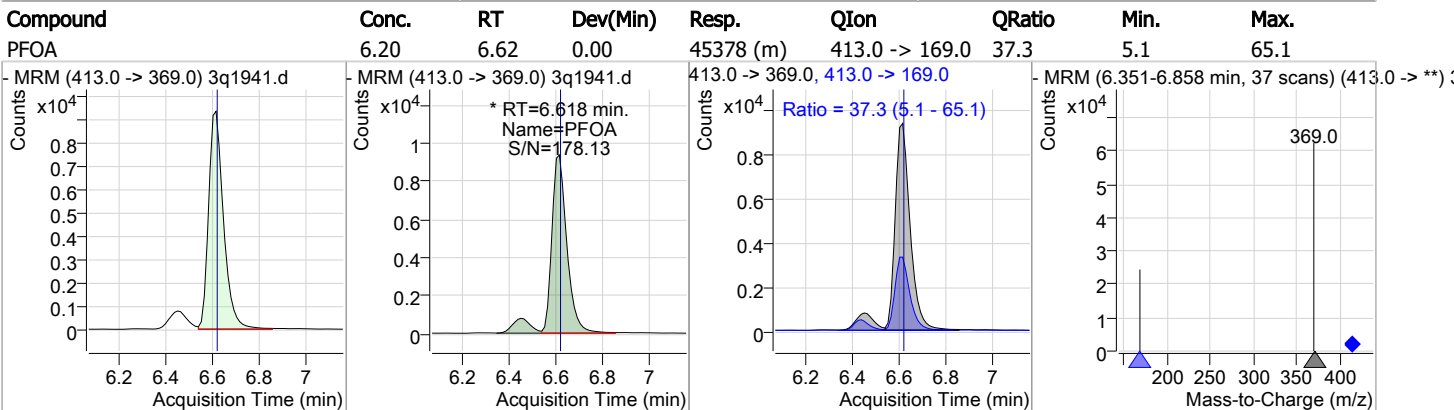 Compound Conc. RT Dev(Min) Resp. QIon QRatio Min. Max.
PFOA 6.20 6.62 0.00 45378 (m) 413.0 -> 169.0 37.3 5.1 65.1
- MRM (413.0 -> 369.0) 3q1941.d
Counts
x10⁴
0.8
0.7
0.6
0.5
0.4
0.3
0.2
0.1
0
6.2 6.4 6.6 6.8 7
Acquisition Time (min)
- MRM (413.0 -> 369.0) 3q1941.d
Counts
x10⁴
* RT=6.618 min.
Name=PFOA
S/N=178.13
1
0.8
0.6
0.4
0.2
0
6.2 6.4 6.6 6.8 7
Acquisition Time (min)
413.0 -> 369.0, 413.0 -> 169.0
Counts
x10⁴
Ratio = 37.3 (5.1 - 65.1)
0.8
0.6
0.4
0.2
0
6.2 6.4 6.6 6.8 7
Acquisition Time (min)
- MRM (6.351-6.858 min, 37 scans) (413.0 -> **)
Counts
x10⁴
369.0
6
5
4
3
2
1
0
200 250 300 350 400
Mass-to-Charge (m/z)